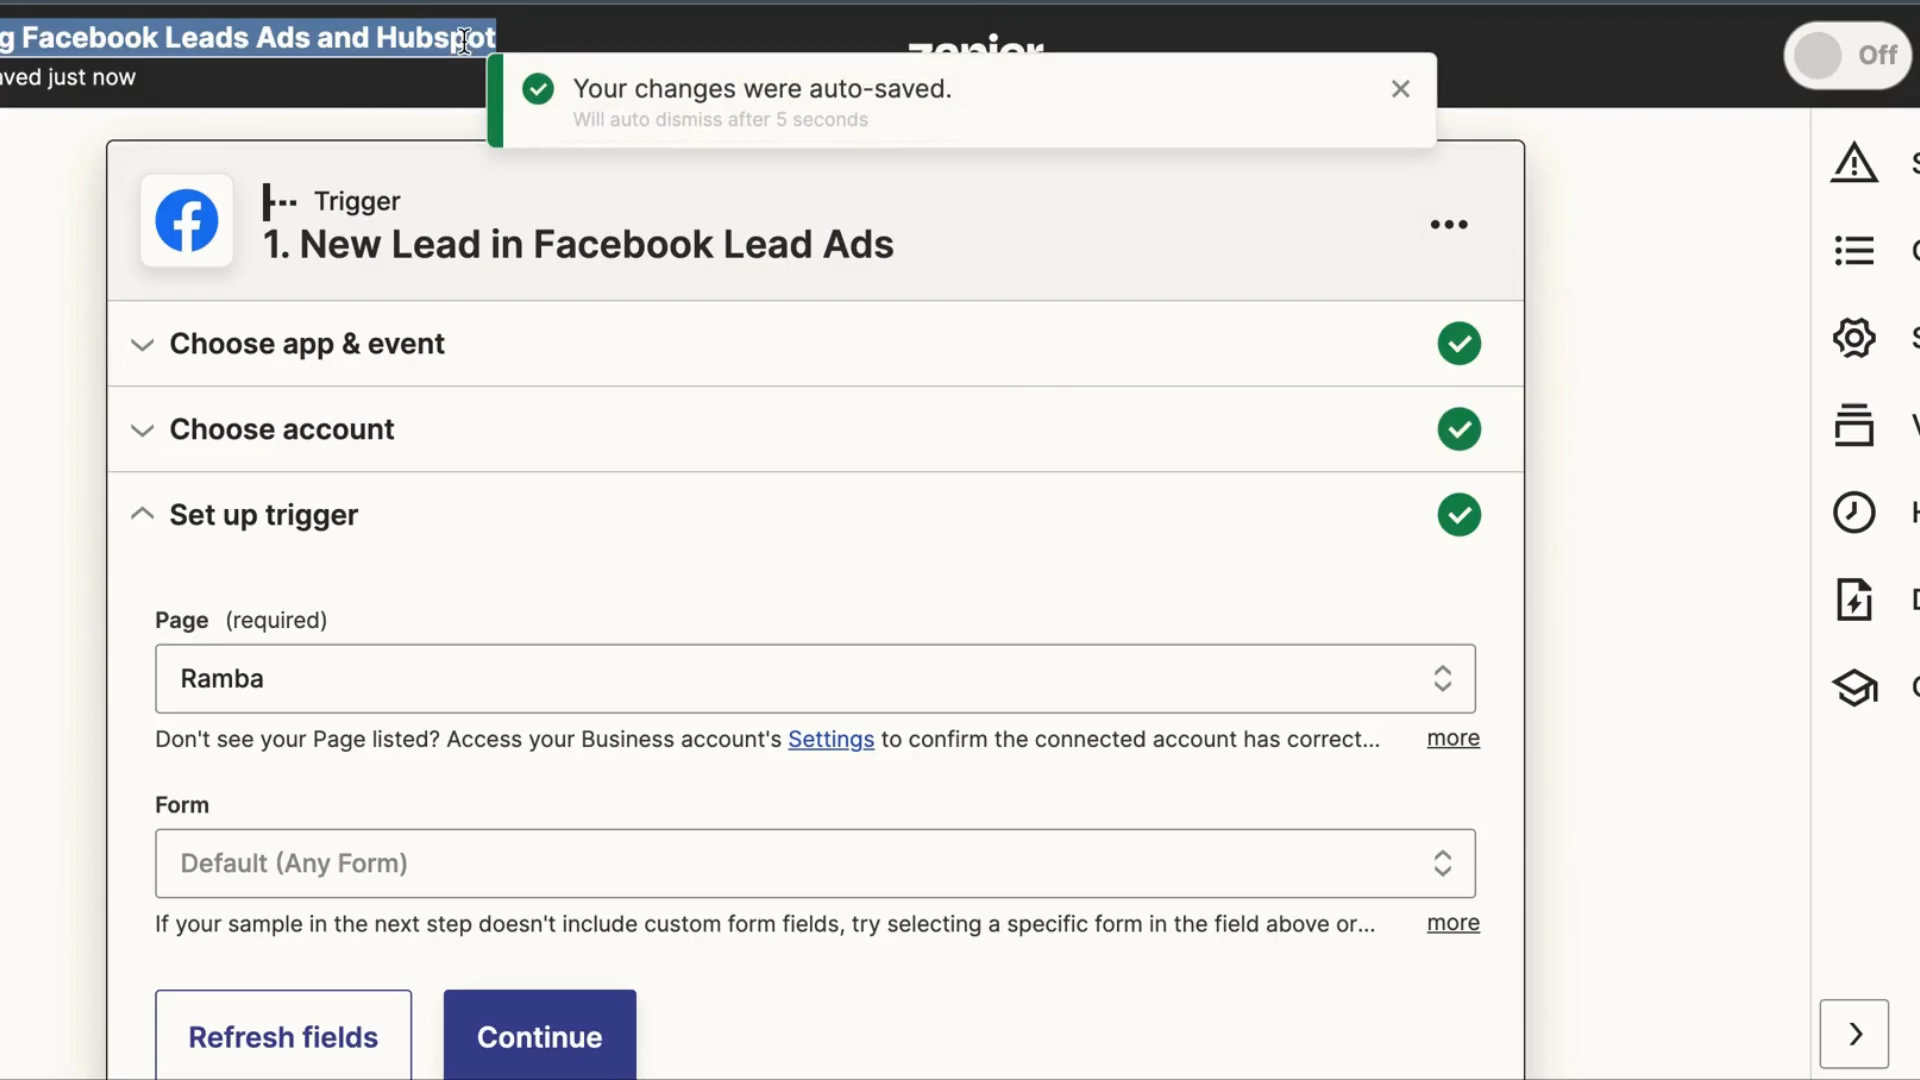 g Facebook Leads Ads and Hubspot
aved just now
zapier
Off
Your changes were auto-saved.
Will auto dismiss after 5 seconds
Trigger
1. New Lead in Facebook Lead Ads
Choose app & event
Choose account
Set up trigger
Page (required)
Ramba
Don't see your Page listed? Access your Business account's Settings to confirm the connected account has correct... more
Form
Default (Any Form)
If your sample in the next step doesn't include custom form fields, try selecting a specific form in the field above or... more
Refresh fields
Continue